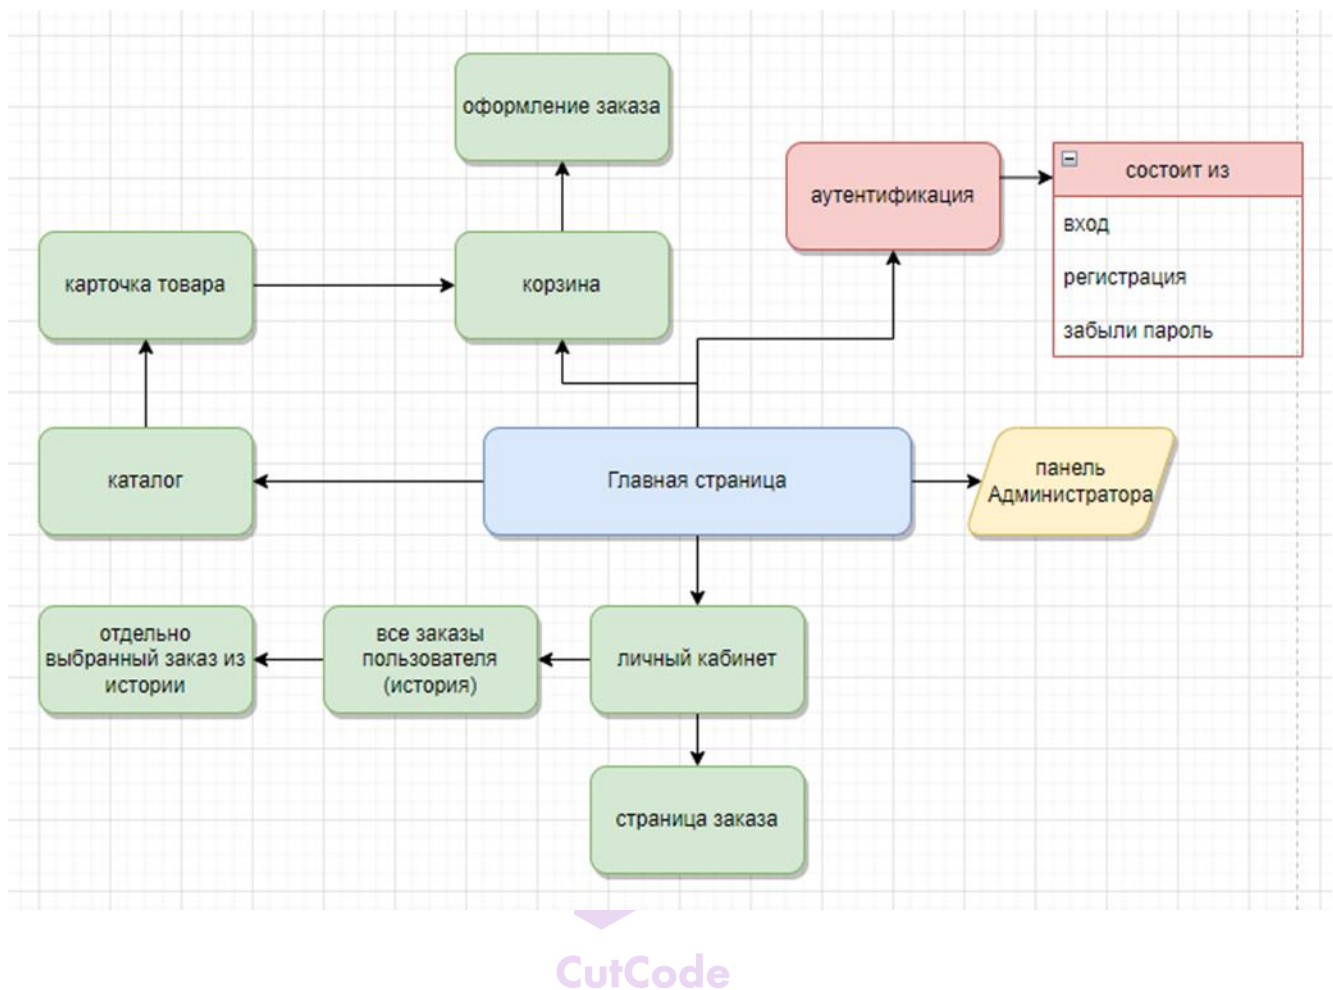 оформление заказа
аутентификация
состоит из
вход
регистрация
забыли пароль
карточка товара
корзина
каталог
Главная страница
панель
Администратора
отдельно
выбранный заказ из
истории
все заказы
пользователя
(история)
личный кабинет
страница заказа
CutCode